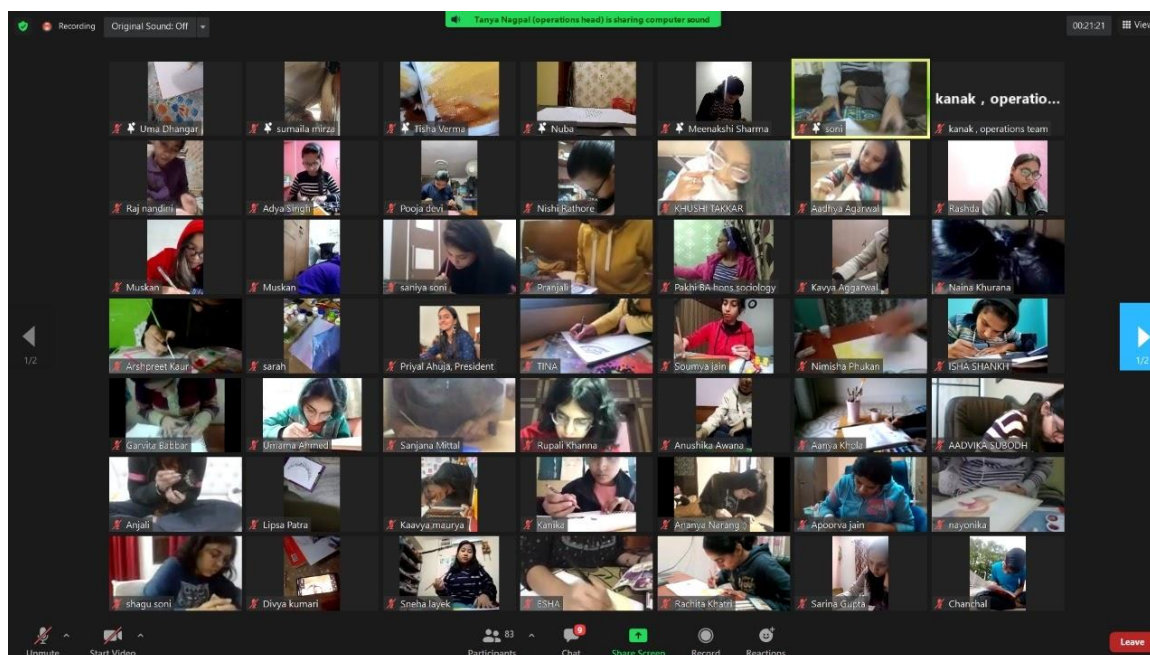 Recording
Original Sound: Off
Tanya Nagpal (operations head) is sharing computer sound
00:21:21
View
Uma Dhangar
sumaila mirza
Tisha Verma
Nuba
Meenakshi Sharma
soni
kanak , operatio...
kanak , operations team
Raj nandini
Adya Singh
Pooja devi
Nishi Rathore
KHUSHI TAKKAR
Aadhya Agarwal
Rashda
Muskan
Muskan
saniya soni
Pranjali
Pakhi BA hons sociology
Kavya Aggarwal
Naina Khurana
1/2
Arshpreet Kaur
sarah
Priyal Ahuja, President
TINA
Soumya jain
Nimisha Phukan
ISHA SHANKH
1/2
Garvita Babbar
Umama Ahmed
Sanjana Mittal
Rupali Khanna
Anushika Awana
Aanya Khola
AADVIKA SUBODH
Anjali
Lipsa Patra
Kaavya maurya
Kanika
Ananya Narang
Apoorva jain
nayonika
shagu soni
Divya kumari
Sneha layek
ESHA
Rachita Khatri
Sarina Gupta
Chanchal
Unmute
Start Video
83
Participants
9
Chat
Share Screen
Record
Reactions
Leave